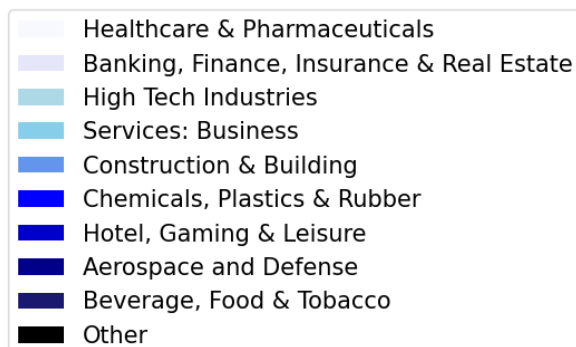 Healthcare & Pharmaceuticals
Banking, Finance, Insurance & Real Estate
High Tech Industries
Services: Business
Construction & Building
Chemicals, Plastics & Rubber
Hotel, Gaming & Leisure
Aerospace and Defense
Beverage, Food & Tobacco
Other